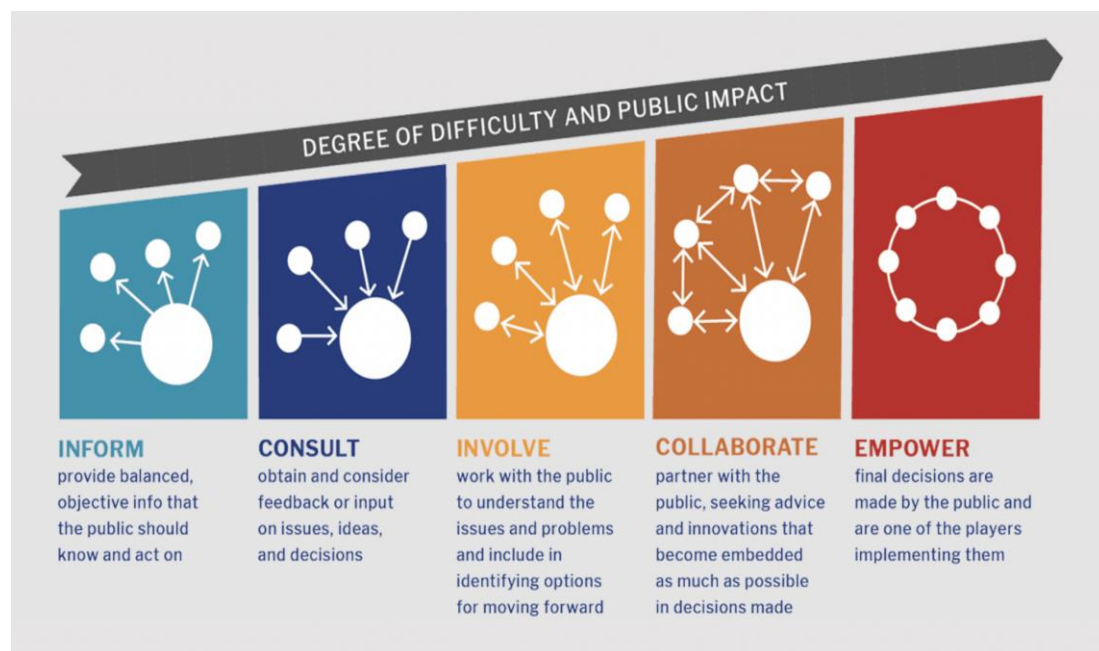 DEGREE OF DIFFICULTY AND PUBLIC IMPACT
INFORM
provide balanced,
objective info that
the public should
know and act on
CONSULT
obtain and consider
feedback or input
on issues, ideas,
and decisions
INVOLVE
work with the public
to understand the
issues and problems
and include in
identifying options
for moving forward
COLLABORATE
partner with the
public, seeking advice
and innovations that
become embedded
as much as possible
in decisions made
EMPOWER
final decisions are
made by the public and
are one of the players
implementing them